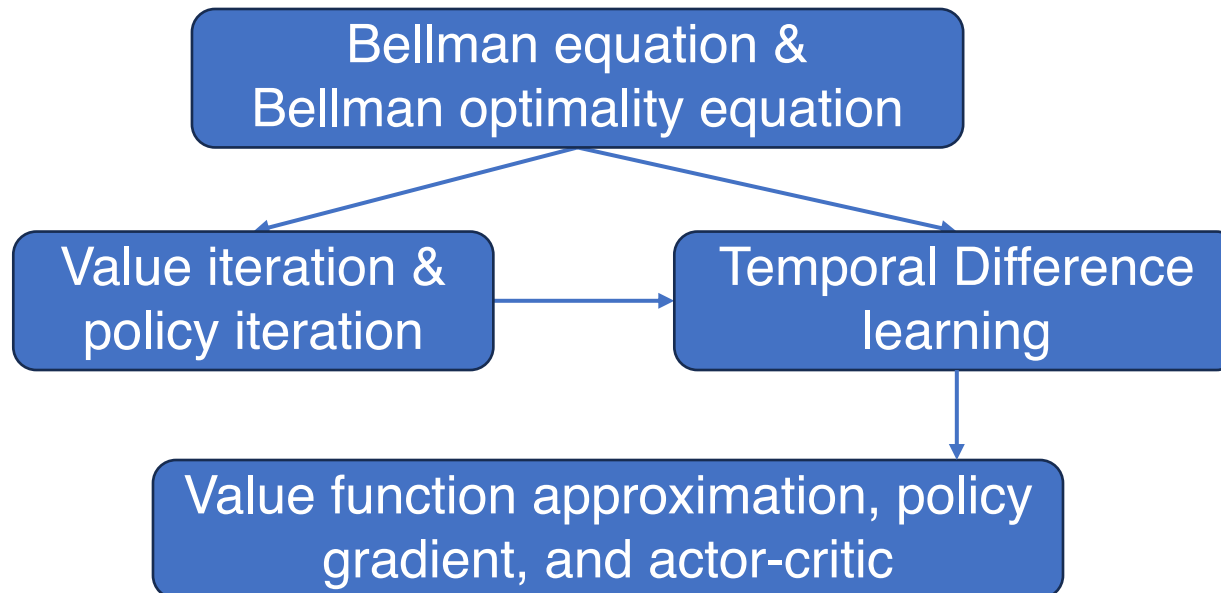 Bellman equation &
Bellman optimality equation
Value iteration &
policy iteration
Temporal Difference
learning
Value function approximation, policy
gradient, and actor-critic